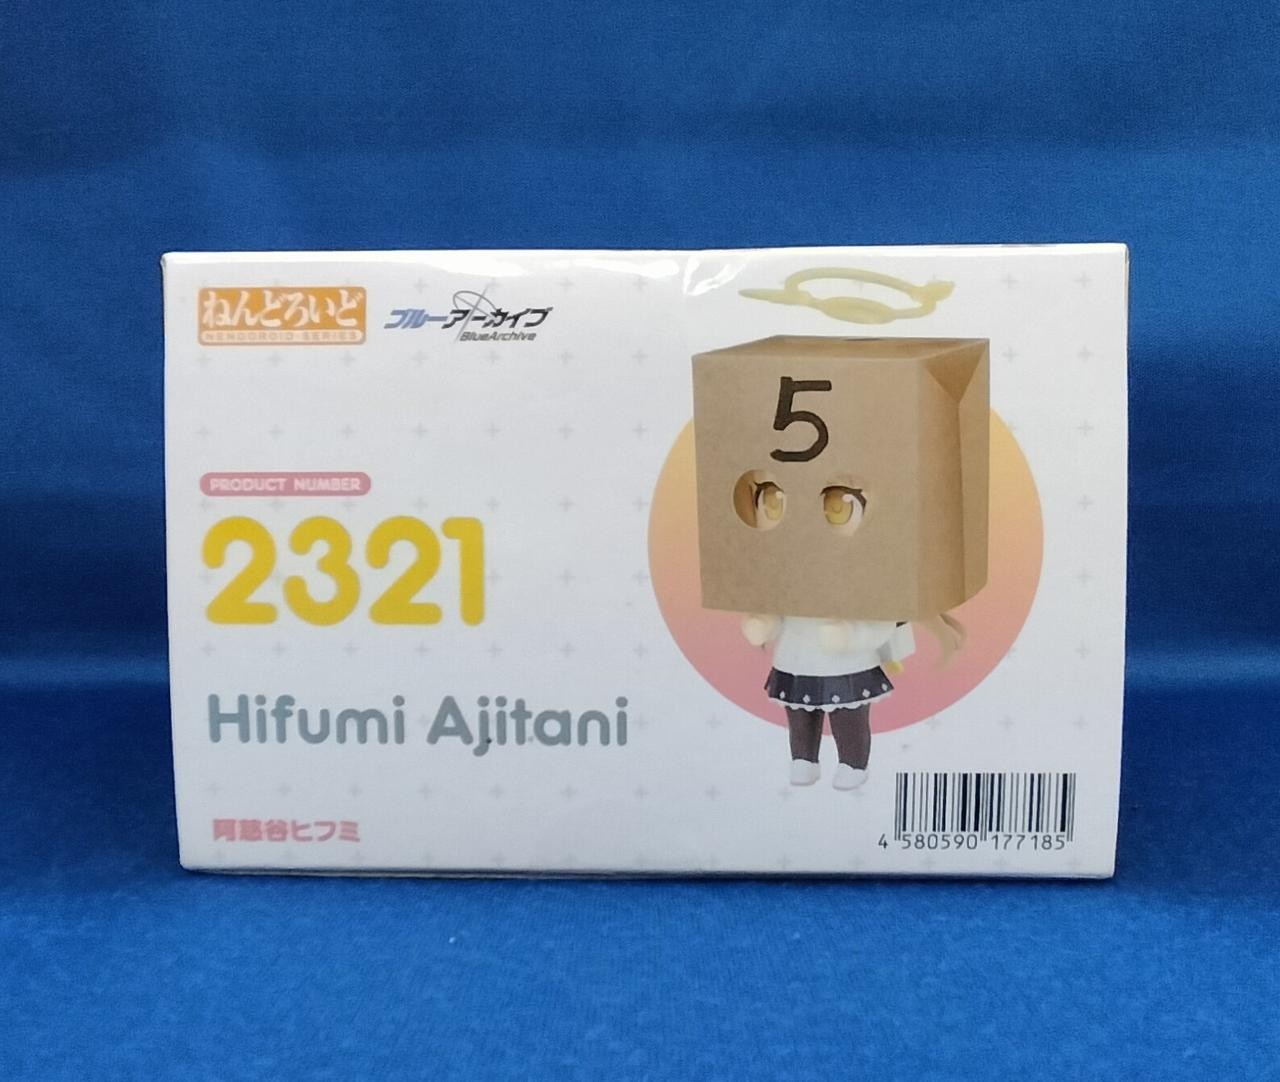 ねんどろいど
NENDOROID SERIES
ブルーアーカイブ
BlueArchive
5
PRODUCT NUMBER
2321
Hifumi Ajitani
阿慈谷ヒフミ
4 580590 177185